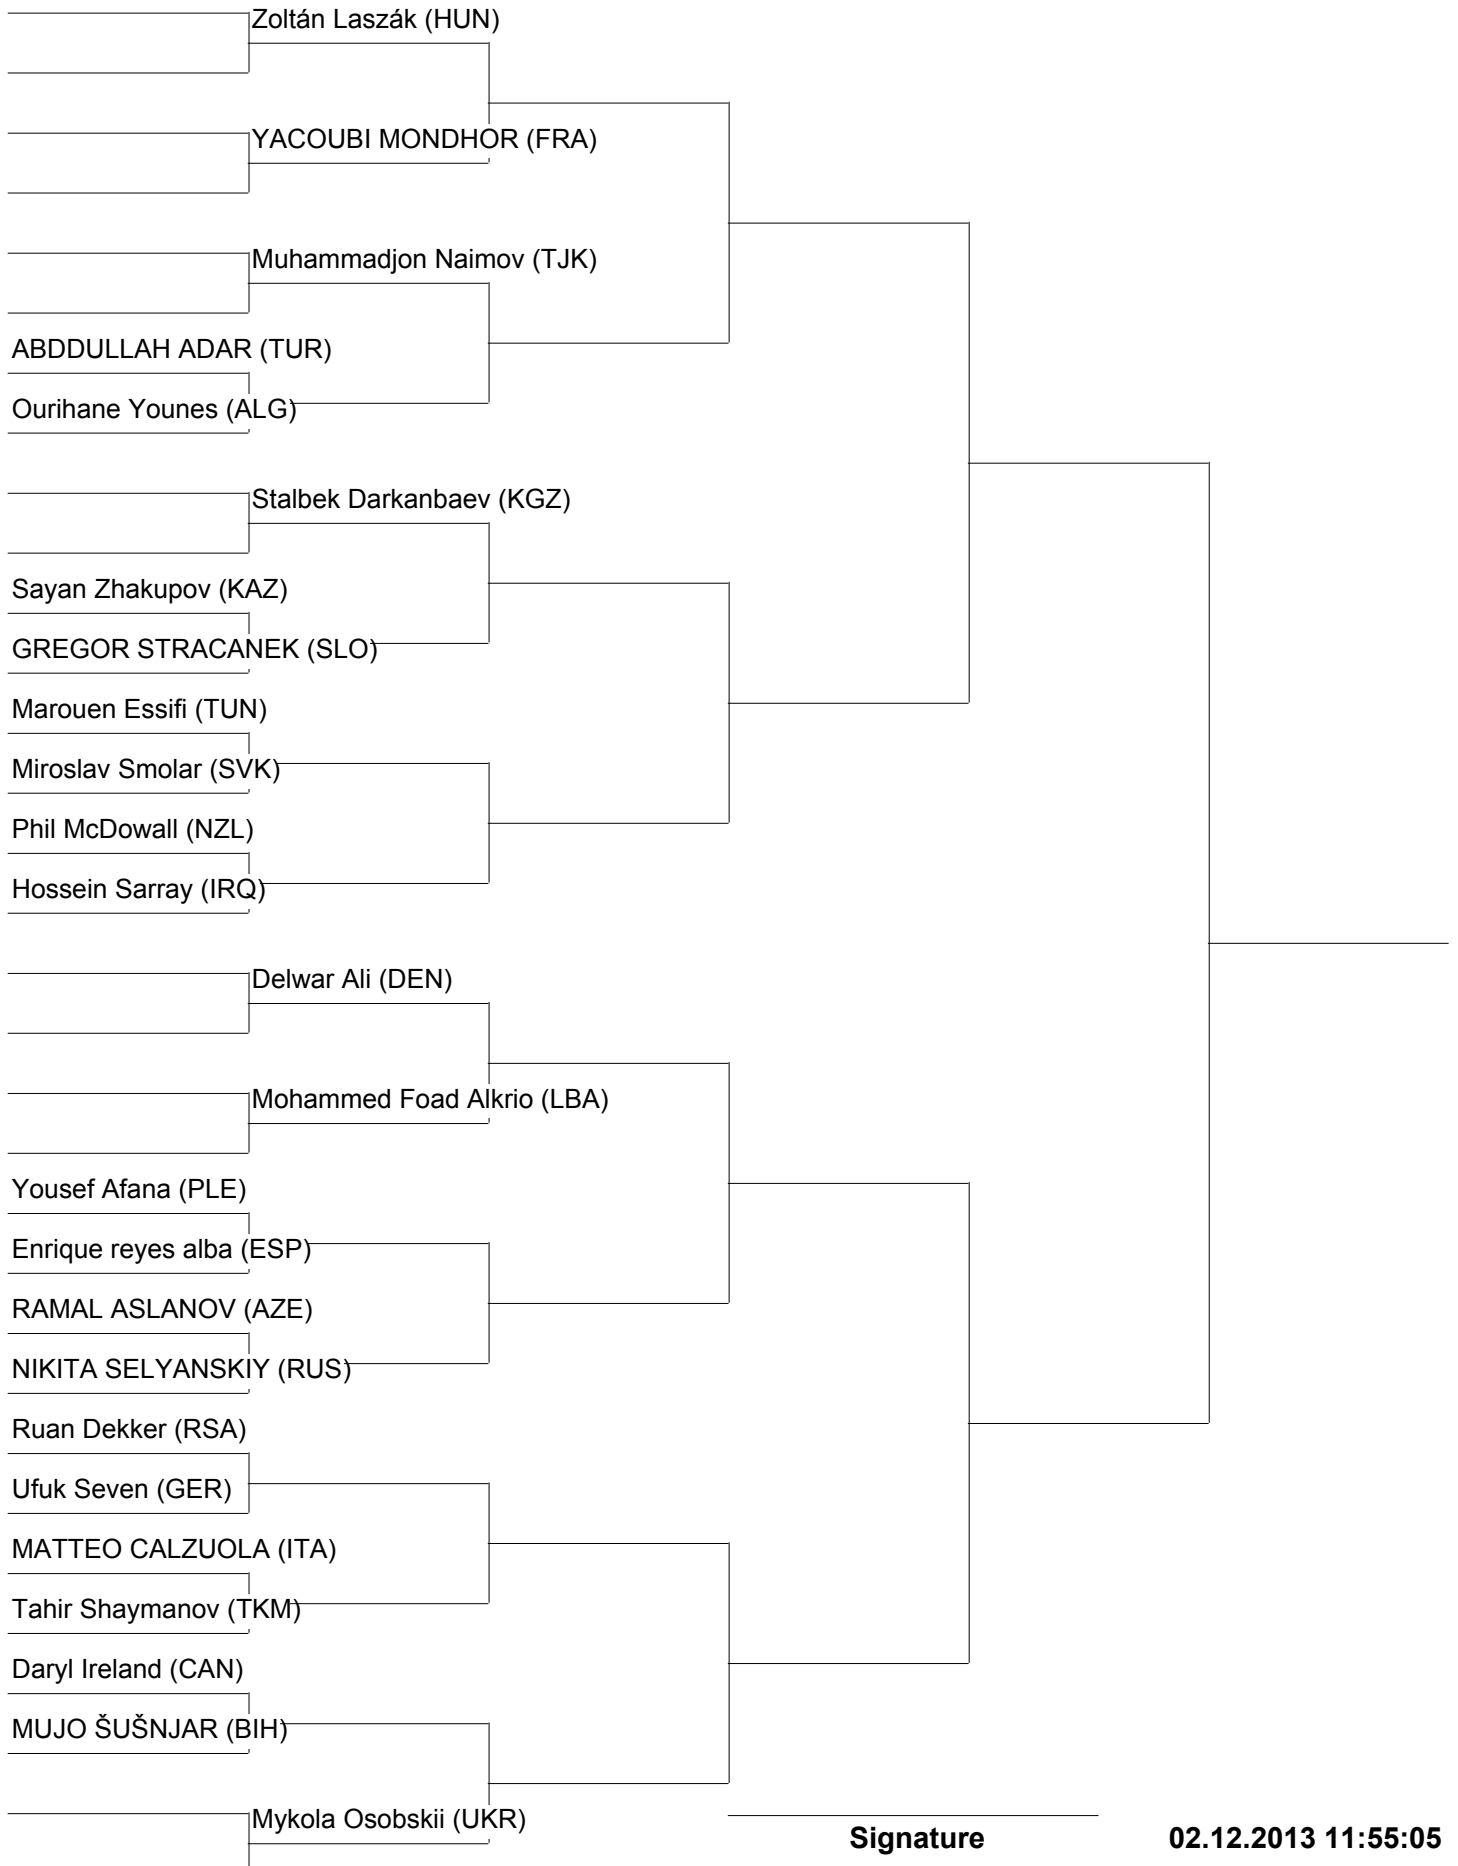 Zoltán Laszák (HUN)
YACOUBI MONDHOR (FRA)
Muhammadjon Naimov (TJK)
ABDDULLAH ADAR (TUR)
Ourihane Younes (ALG)
Stalbek Darkanbaev (KGZ)
Sayan Zhakupov (KAZ)
GREGOR STRACANEK (SLO)
Marouen Essifi (TUN)
Miroslav Smolar (SVK)
Phil McDowall (NZL)
Hossein Sarray (IRQ)
Delwar Ali (DEN)
Mohammed Foad Alkrio (LBA)
Yousef Afana (PLE)
Enrique reyes alba (ESP)
RAMAL ASLANOV (AZE)
NIKITA SELYANSKIY (RUS)
Ruan Dekker (RSA)
Ufuk Seven (GER)
MATTEO CALZUOLA (ITA)
Tahir Shaymanov (TKM)
Daryl Ireland (CAN)
MUJO ŠUŠNJAR (BIH)
Mykola Osobskii (UKR)
Signature 02.12.2013 11:55:05